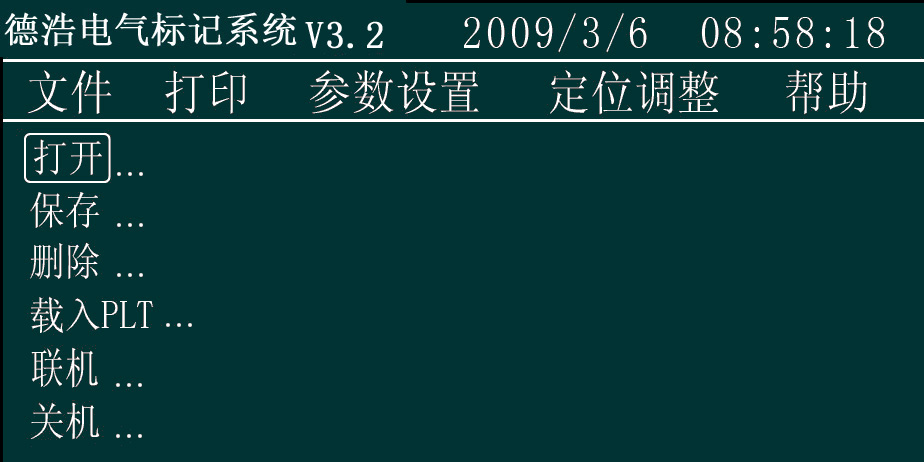 德浩电气标记系统 V3.2 2009/3/6 08:58:18
文件 打印 参数设置 定位调整 帮助
打开...
保存 ...
删除 ...
载入PLT ...
联机 ...
关机 ...